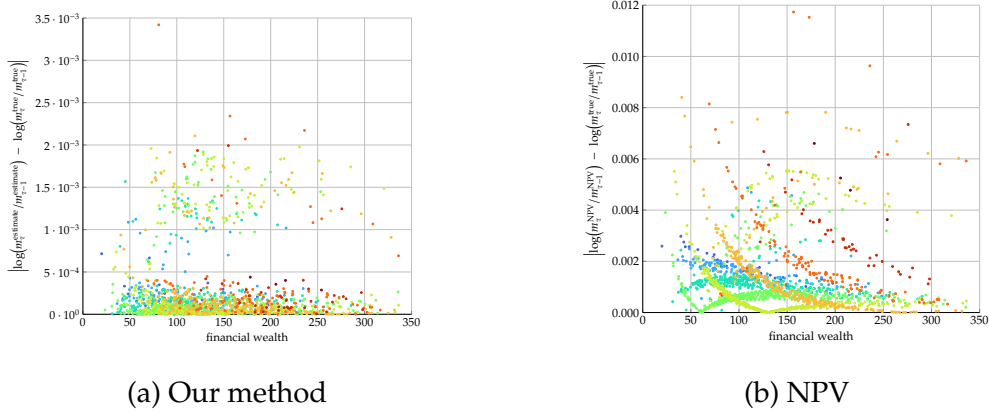 3.5 · 10⁻³
3 · 10⁻³
2.5 · 10⁻³
2 · 10⁻³
1.5 · 10⁻³
1 · 10⁻³
5 · 10⁻⁴
0 · 10⁰
|log(m_τ^estimate/m_τ−1^estimate) − log(m_τ^true/m_τ−1^true)|
0 50 100 150 200 250 300 350
financial wealth
(a) Our method
0.012
0.010
0.008
0.006
0.004
0.002
0.000
|log(m_τ^NPV/m_τ−1^NPV) − log(m_τ^true/m_τ−1^true)|
0 50 100 150 200 250 300 350
financial wealth
(b) NPV